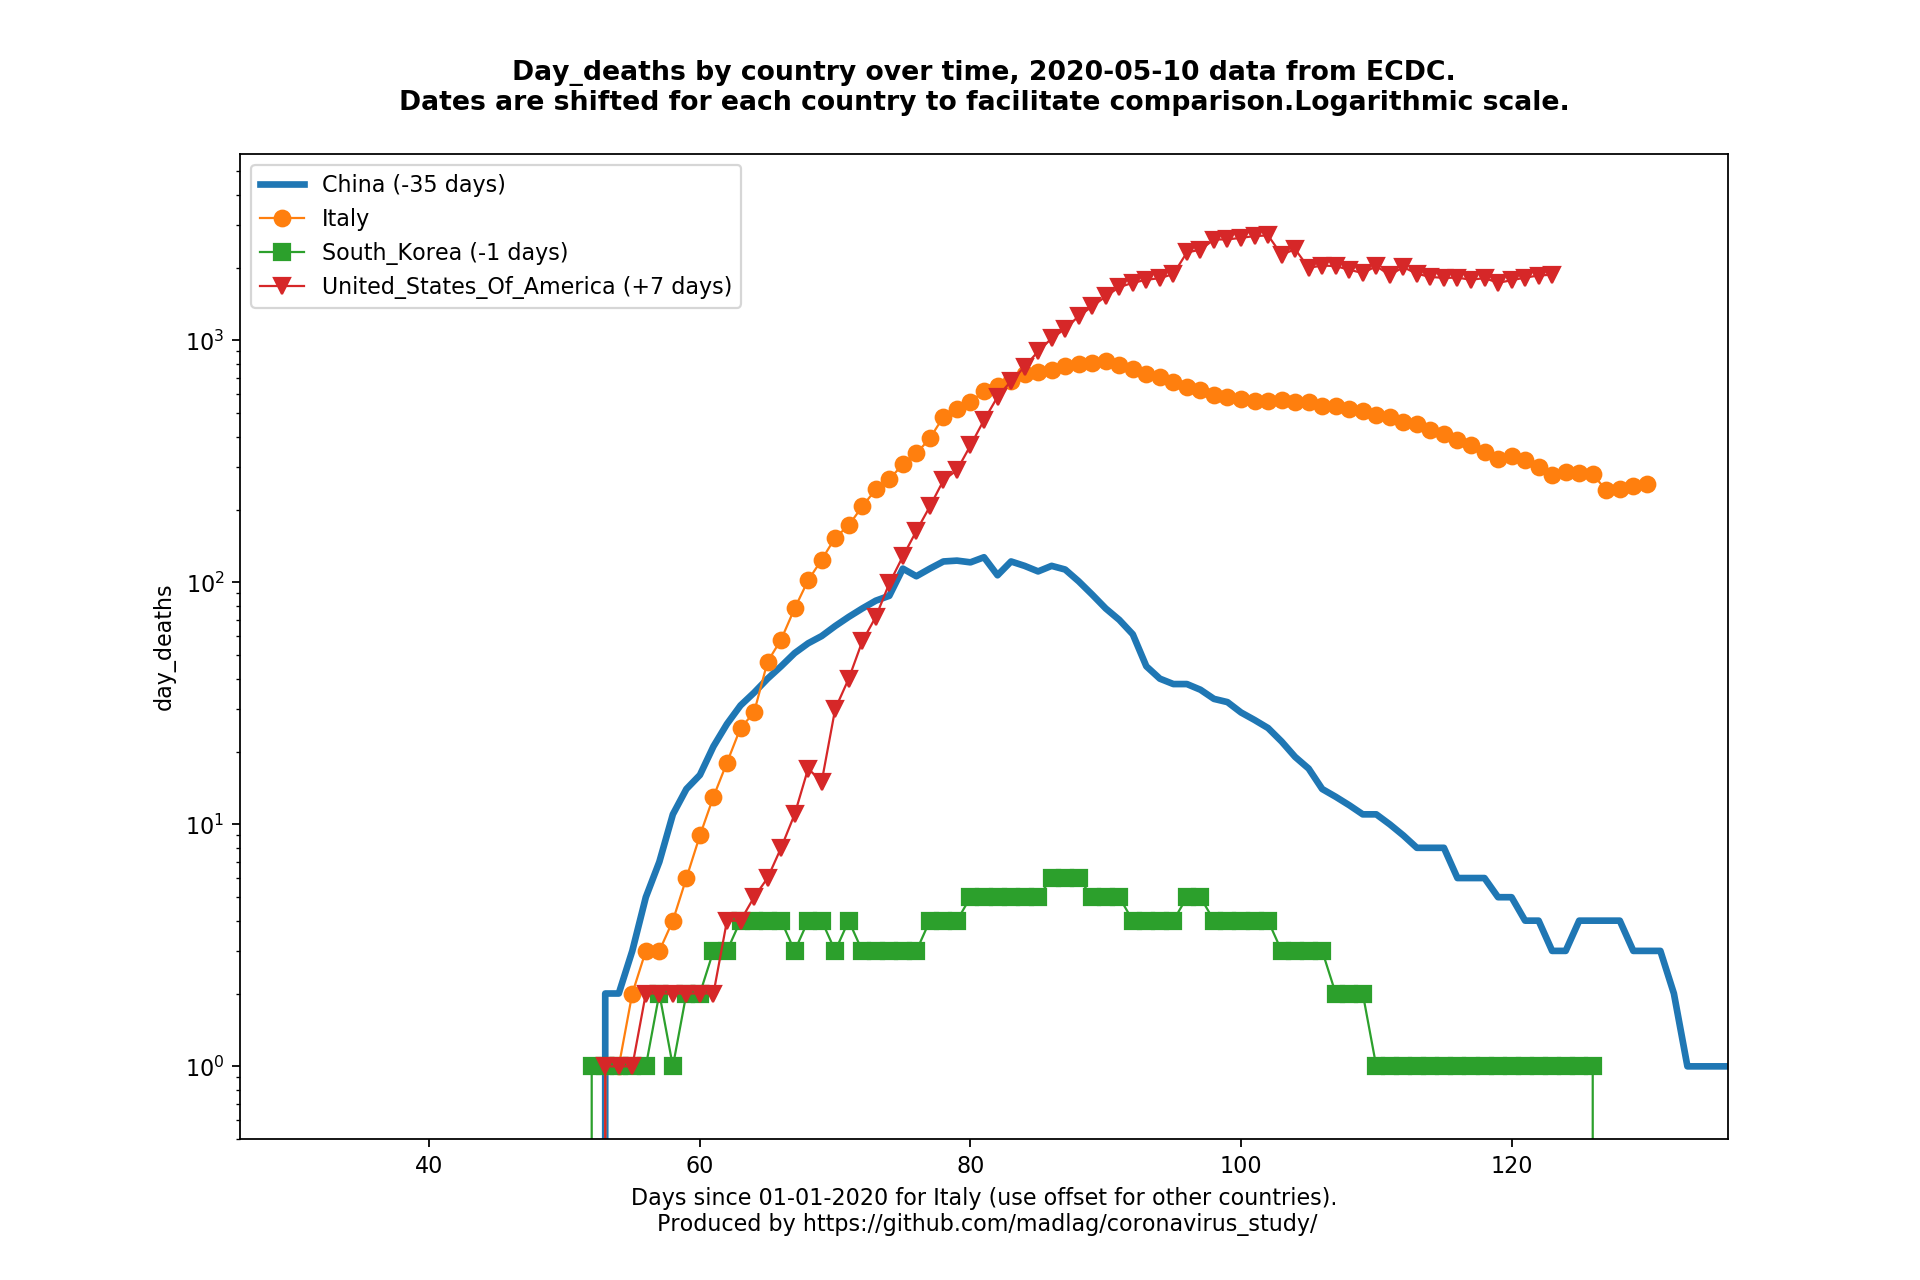 Day_deaths by country over time, 2020-05-10 data from ECDC.
Dates are shifted for each country to facilitate comparison.Logarithmic scale.
China (-35 days)
Italy
South_Korea (-1 days)
United_States_Of_America (+7 days)
day_deaths
10³
10²
10¹
10⁰
40 60 80 100 120
Days since 01-01-2020 for Italy (use offset for other countries).
Produced by https://github.com/madlag/coronavirus_study/